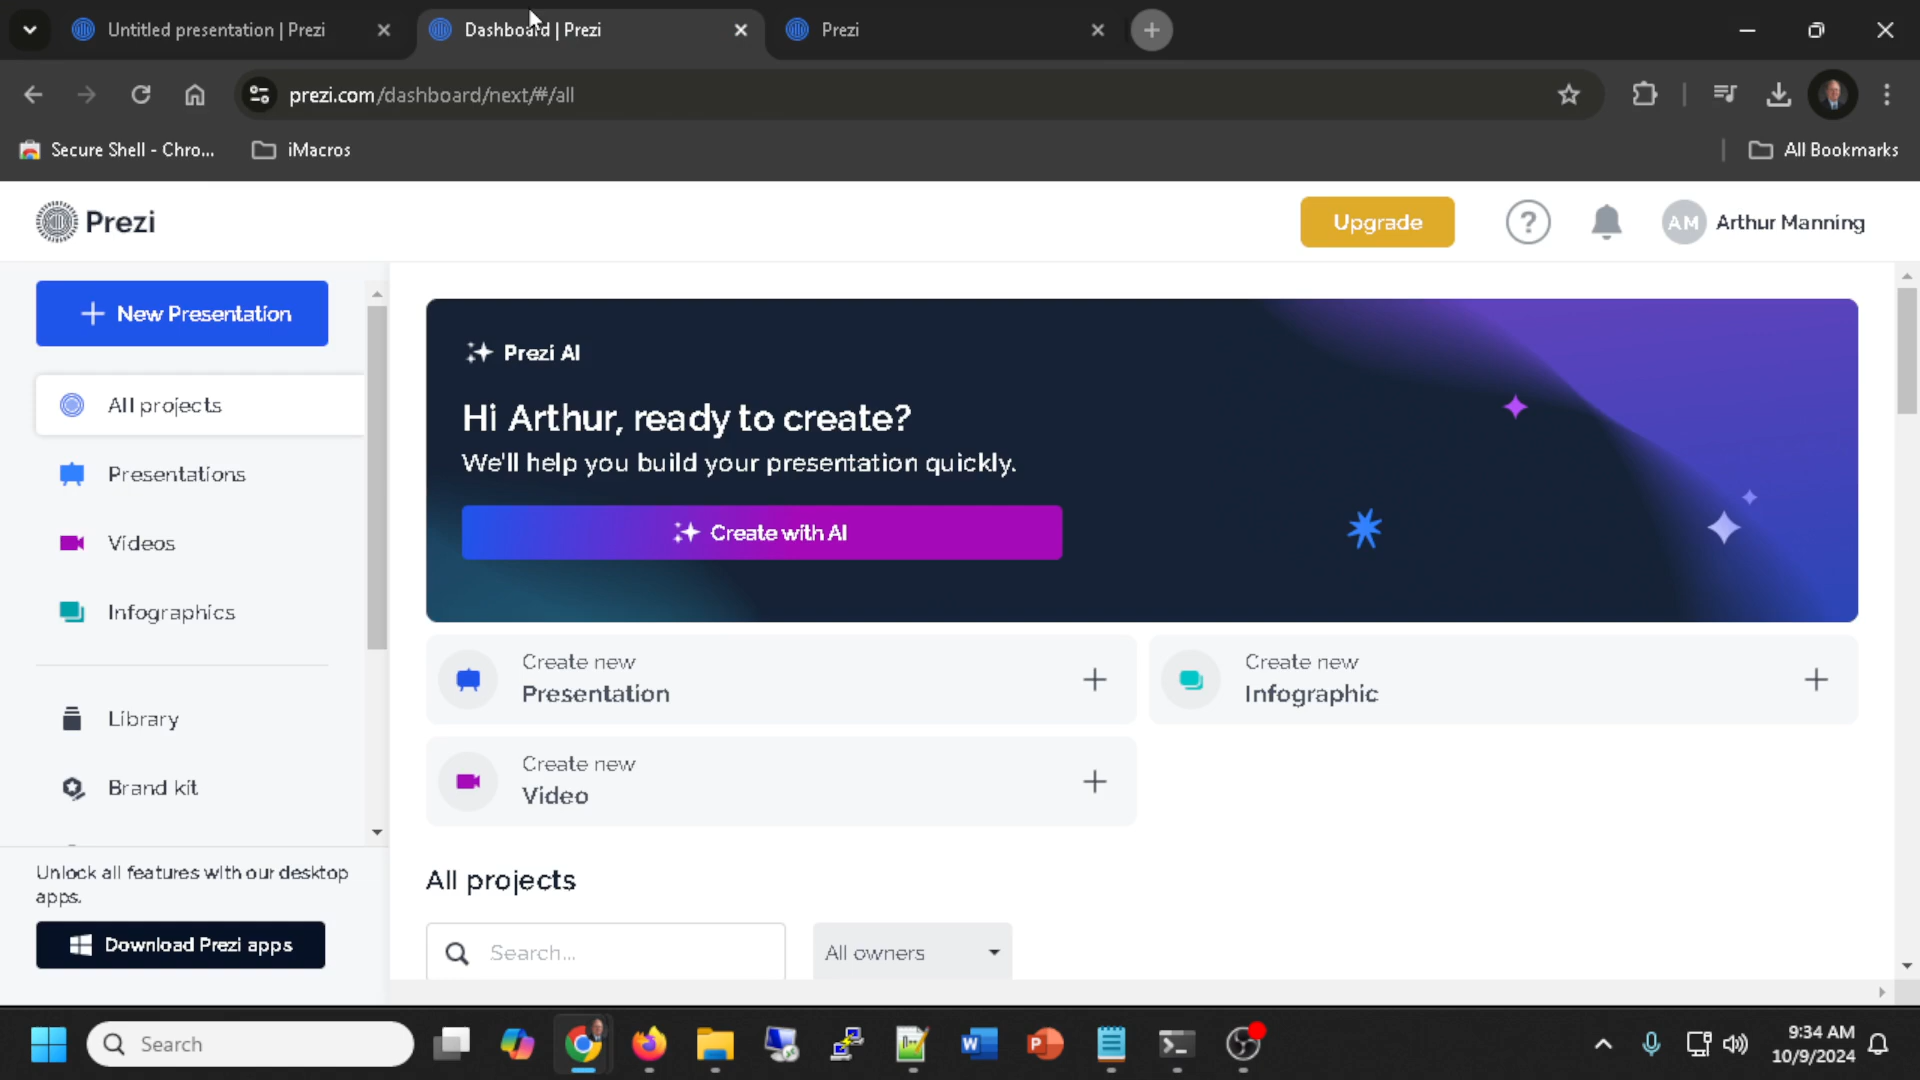 Untitled presentation | Prezi
Dashboard | Prezi
Prezi
prezi.com/dashboard/next/#/all
Secure Shell - Chro...
iMacros
All Bookmarks
Prezi
Upgrade
?
AM
Arthur Manning
New Presentation
All projects
Presentations
Videos
Infographics
Library
Brand kit
Unlock all features with our desktop
apps.
Download Prezi apps
Prezi AI
Hi Arthur, ready to create?
We'll help you build your presentation quickly.
Create with AI
Create new
Presentation
Create new
Infographic
Create new
Video
All projects
Search...
All owners
Search
9:34 AM
10/9/2024